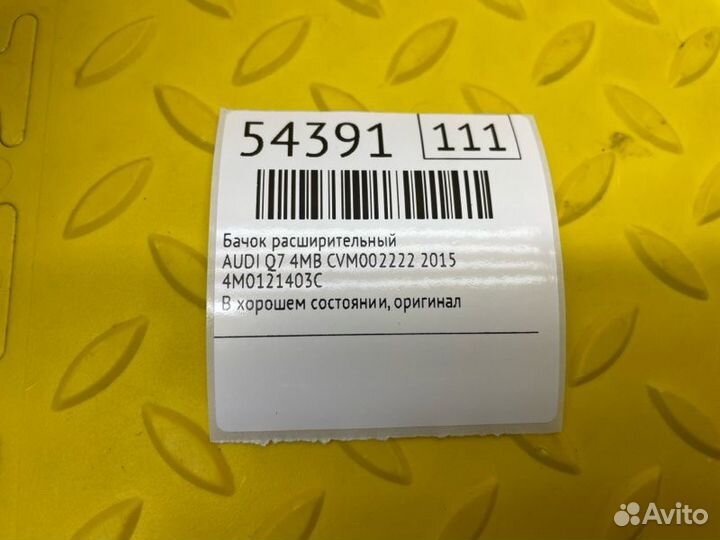 54391 111
Бачок расширительный
AUDI Q7 4MB CVM002222 2015
4M0121403C
В хорошем состоянии, оригинал
Avito